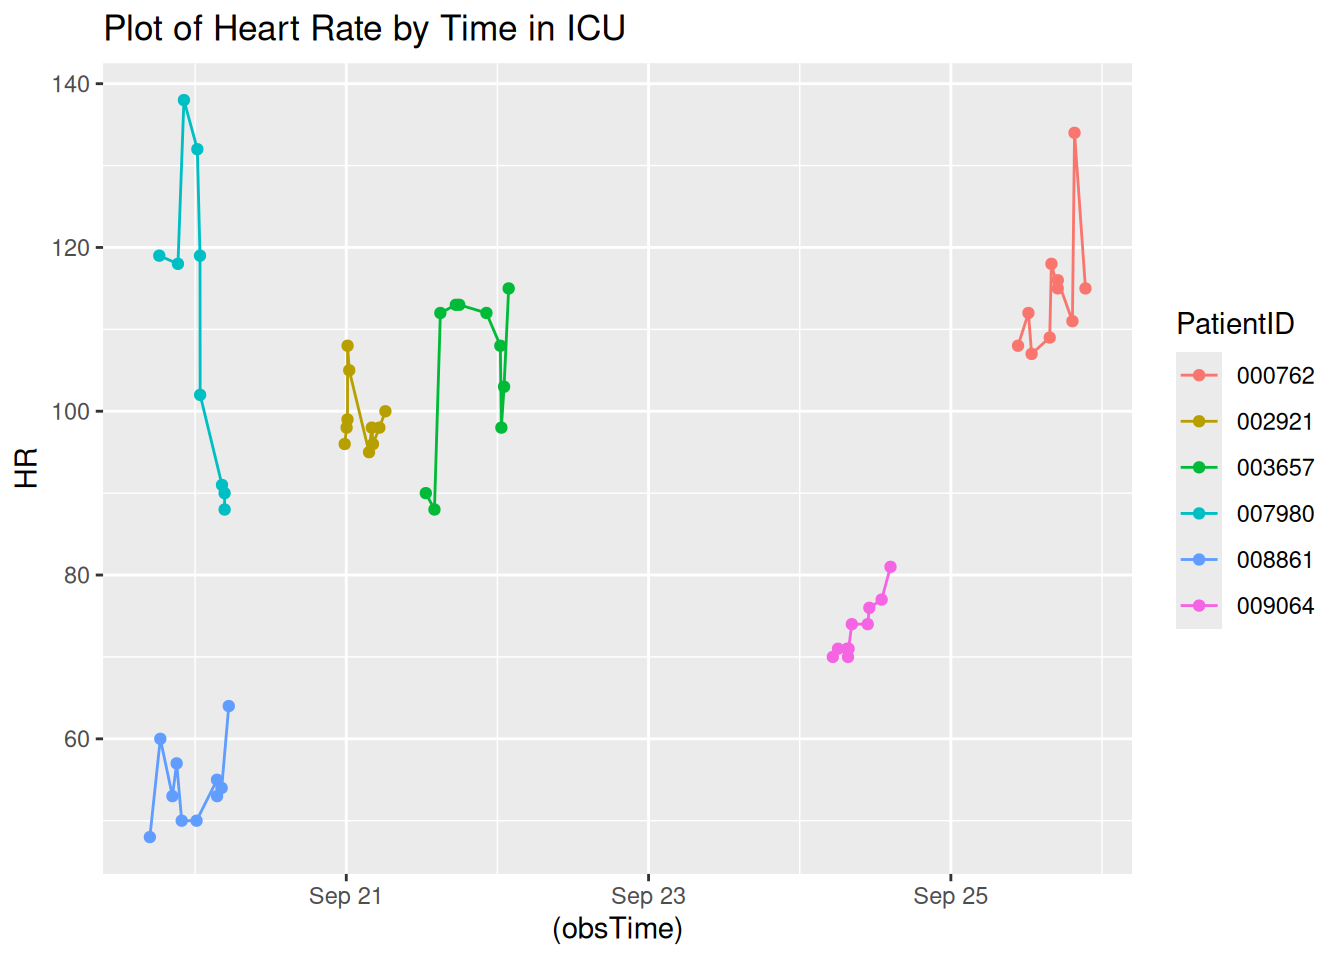 Plot of Heart Rate by Time in ICU
140
120
100
80
60
HR
Sep 21
Sep 23
Sep 25
(obsTime)
PatientID
000762
002921
003657
007980
008861
009064